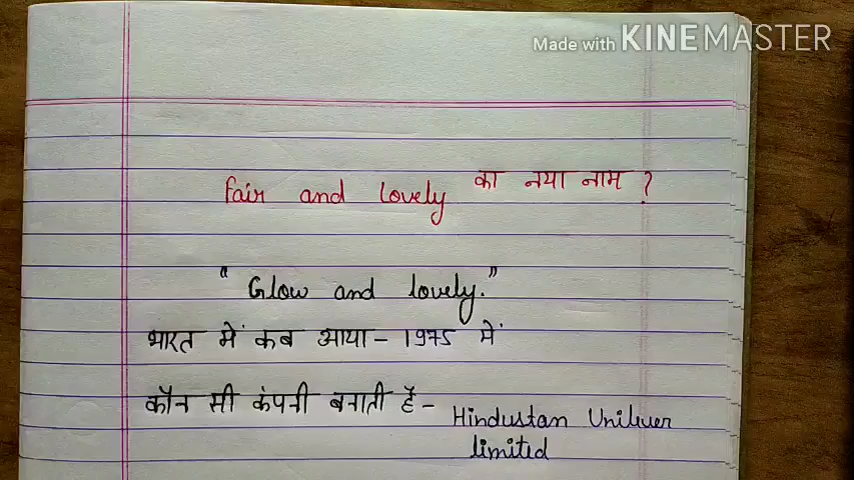 Made with KINEMASTER
Fair and lovely का नया नाम ?
"Glow and lovely."
भारत में कब आया - 1975 में
कौन सी कंपनी बनाती है - Hindustan Unilever
limited